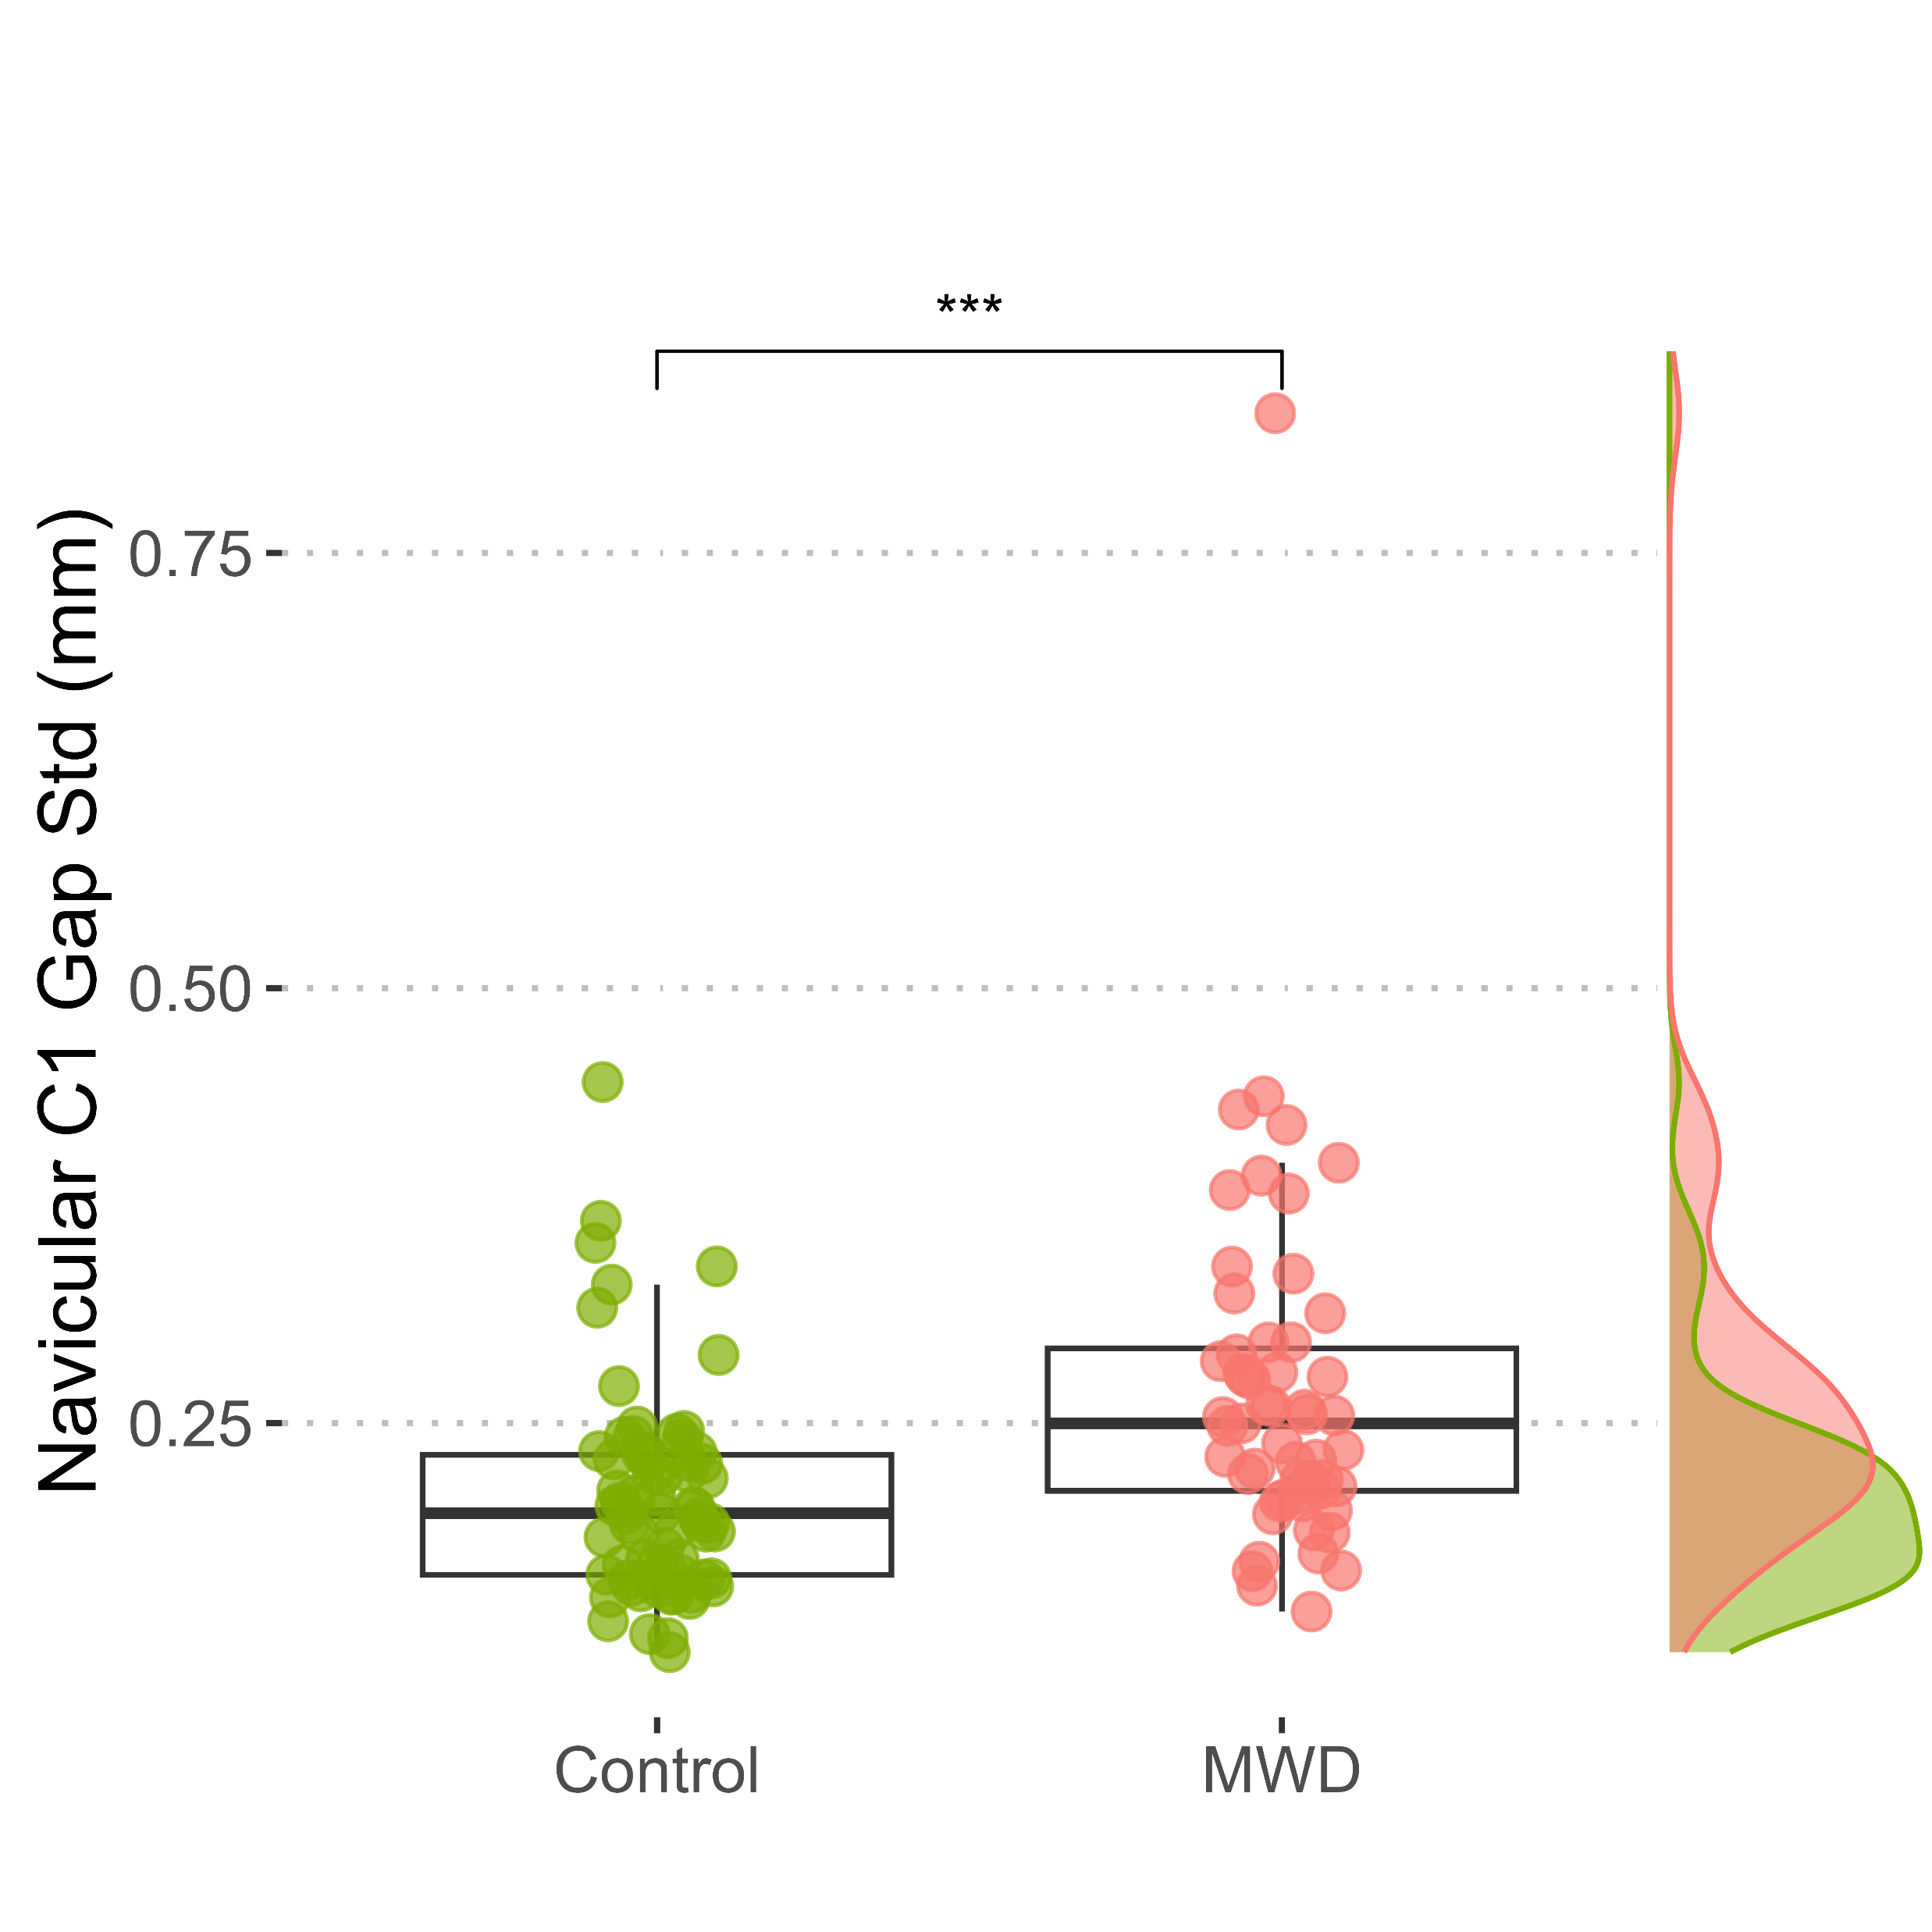 ***
Navicular C1 Gap Std (mm)
0.75
0.50
0.25
Control
MWD